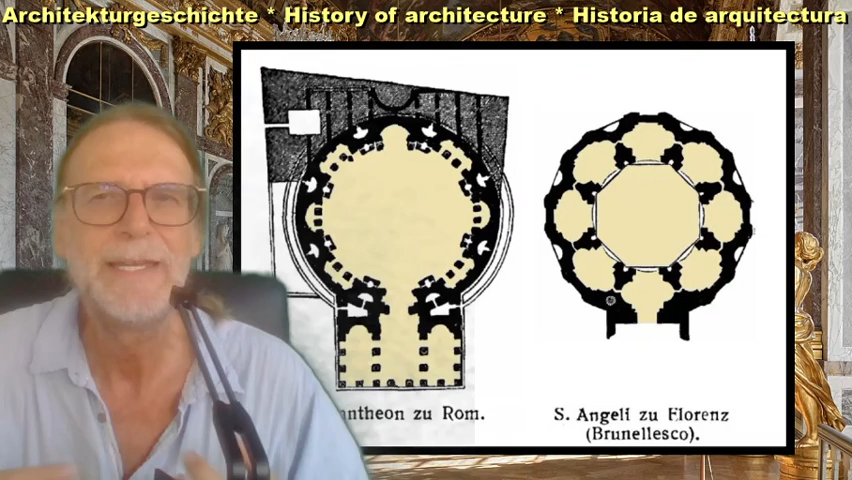 Architekturgeschichte * History of architecture * Historia de arquitectura
antheon zu Rom.
S. Angeli zu Florenz
(Brunellesco).